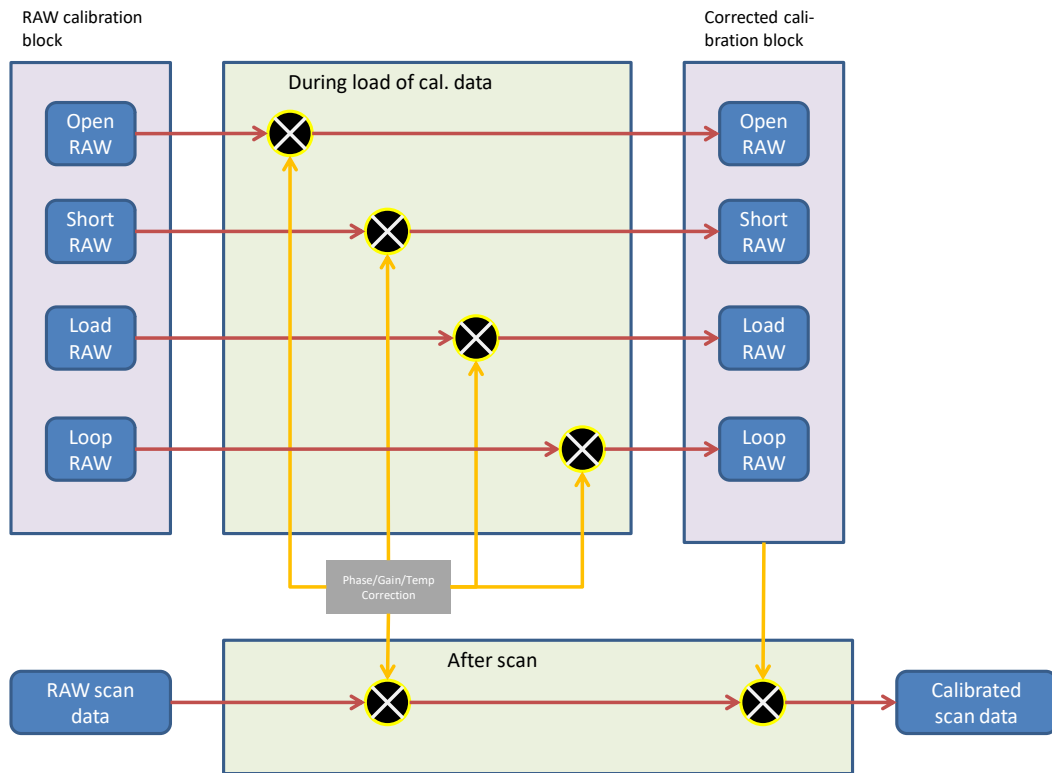 RAW calibration
block
Corrected cali-
bration block
During load of cal. data
Open
RAW
Open
RAW
Short
RAW
Short
RAW
Load
RAW
Load
RAW
Loop
RAW
Loop
RAW
Phase/Gain/Temp
Correction
After scan
RAW scan
data
Calibrated
scan data